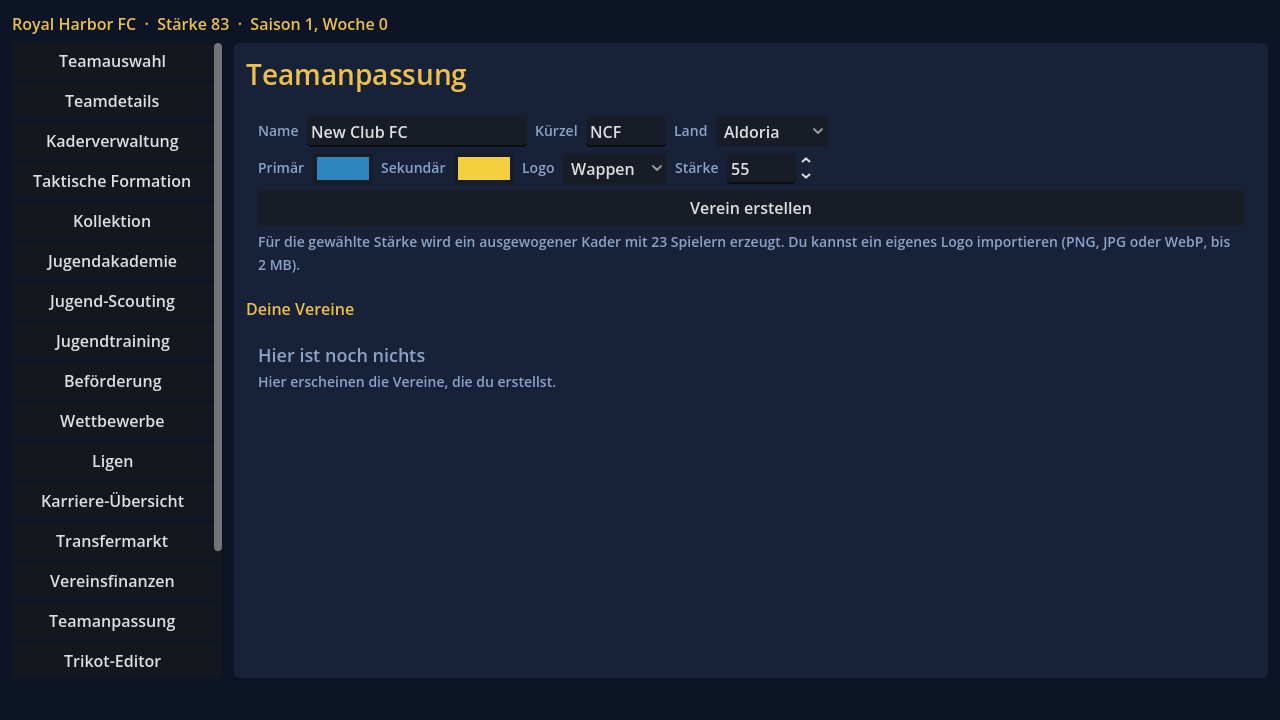 Royal Harbor FC · Stärke 83 · Saison 1, Woche 0
Teamauswahl
Teamdetails
Kaderverwaltung
Taktische Formation
Kollektion
Jugendakademie
Jugend-Scouting
Jugendtraining
Beförderung
Wettbewerbe
Ligen
Karriere-Übersicht
Transfermarkt
Vereinsfinanzen
Teamanpassung
Trikot-Editor
Teamanpassung
Name New Club FC Kürzel NCF Land Aldoria
Primär Sekundär Logo Wappen Stärke 55
Verein erstellen
Für die gewählte Stärke wird ein ausgewogener Kader mit 23 Spielern erzeugt. Du kannst ein eigenes Logo importieren (PNG, JPG oder WebP, bis
2 MB).
Deine Vereine
Hier ist noch nichts
Hier erscheinen die Vereine, die du erstellst.